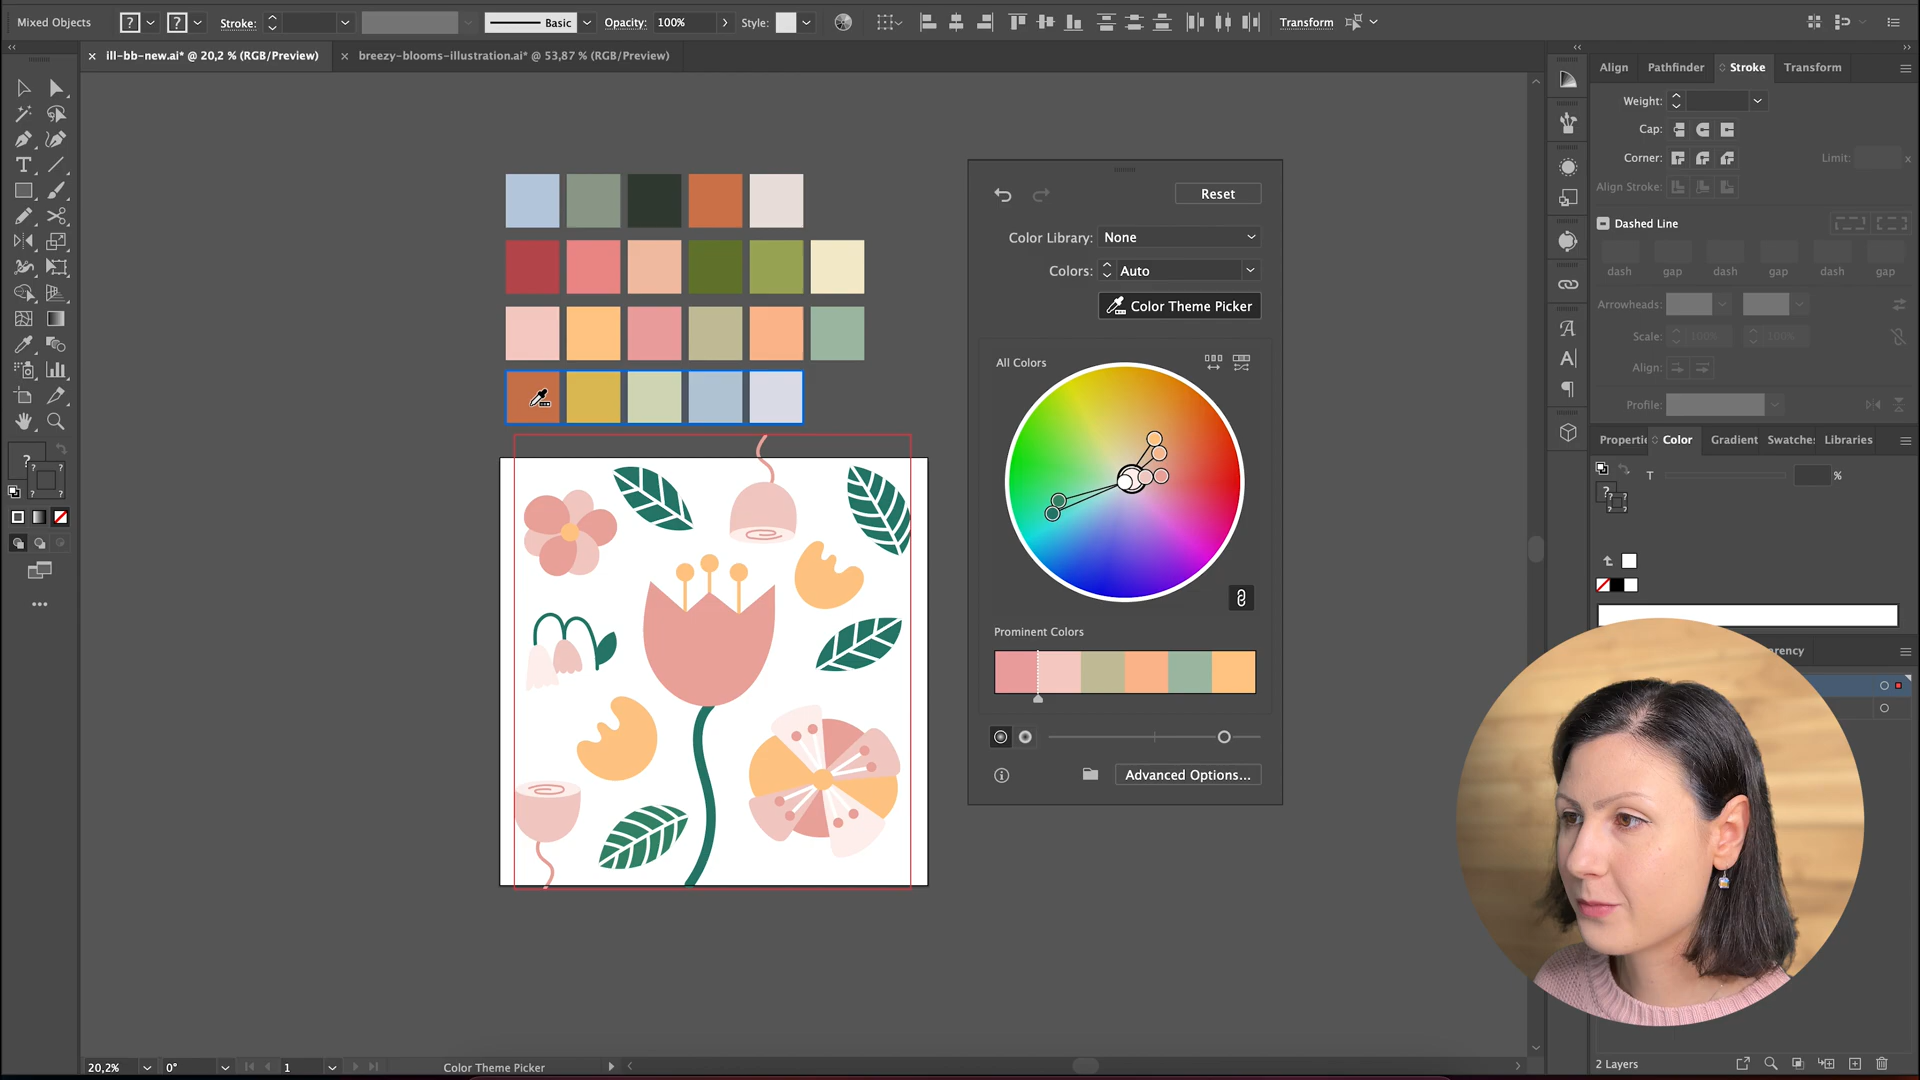 Mixed Objects
Stroke:
Basic
Opacity:
100%
Style:
Transform
ill-bb-new.ai* @ 20,2 % (RGB/Preview)
breezy-blooms-illustration.ai* @ 53,87 % (RGB/Preview)
Align
Pathfinder
Stroke
Transform
Weight:
Cap:
Corner:
Limit:
x
Align Stroke:
Dashed Line
dash
gap
dash
gap
dash
gap
Arrowheads:
Scale:
100%
100%
Align:
Profile:
Reset
Color Library:
None
Colors:
Auto
Color Theme Picker
All Colors
Prominent Colors
Advanced Options...
Color
Gradient
Swatches
Libraries
T
%
20,2%
0°
1
Color Theme Picker
2 Layers